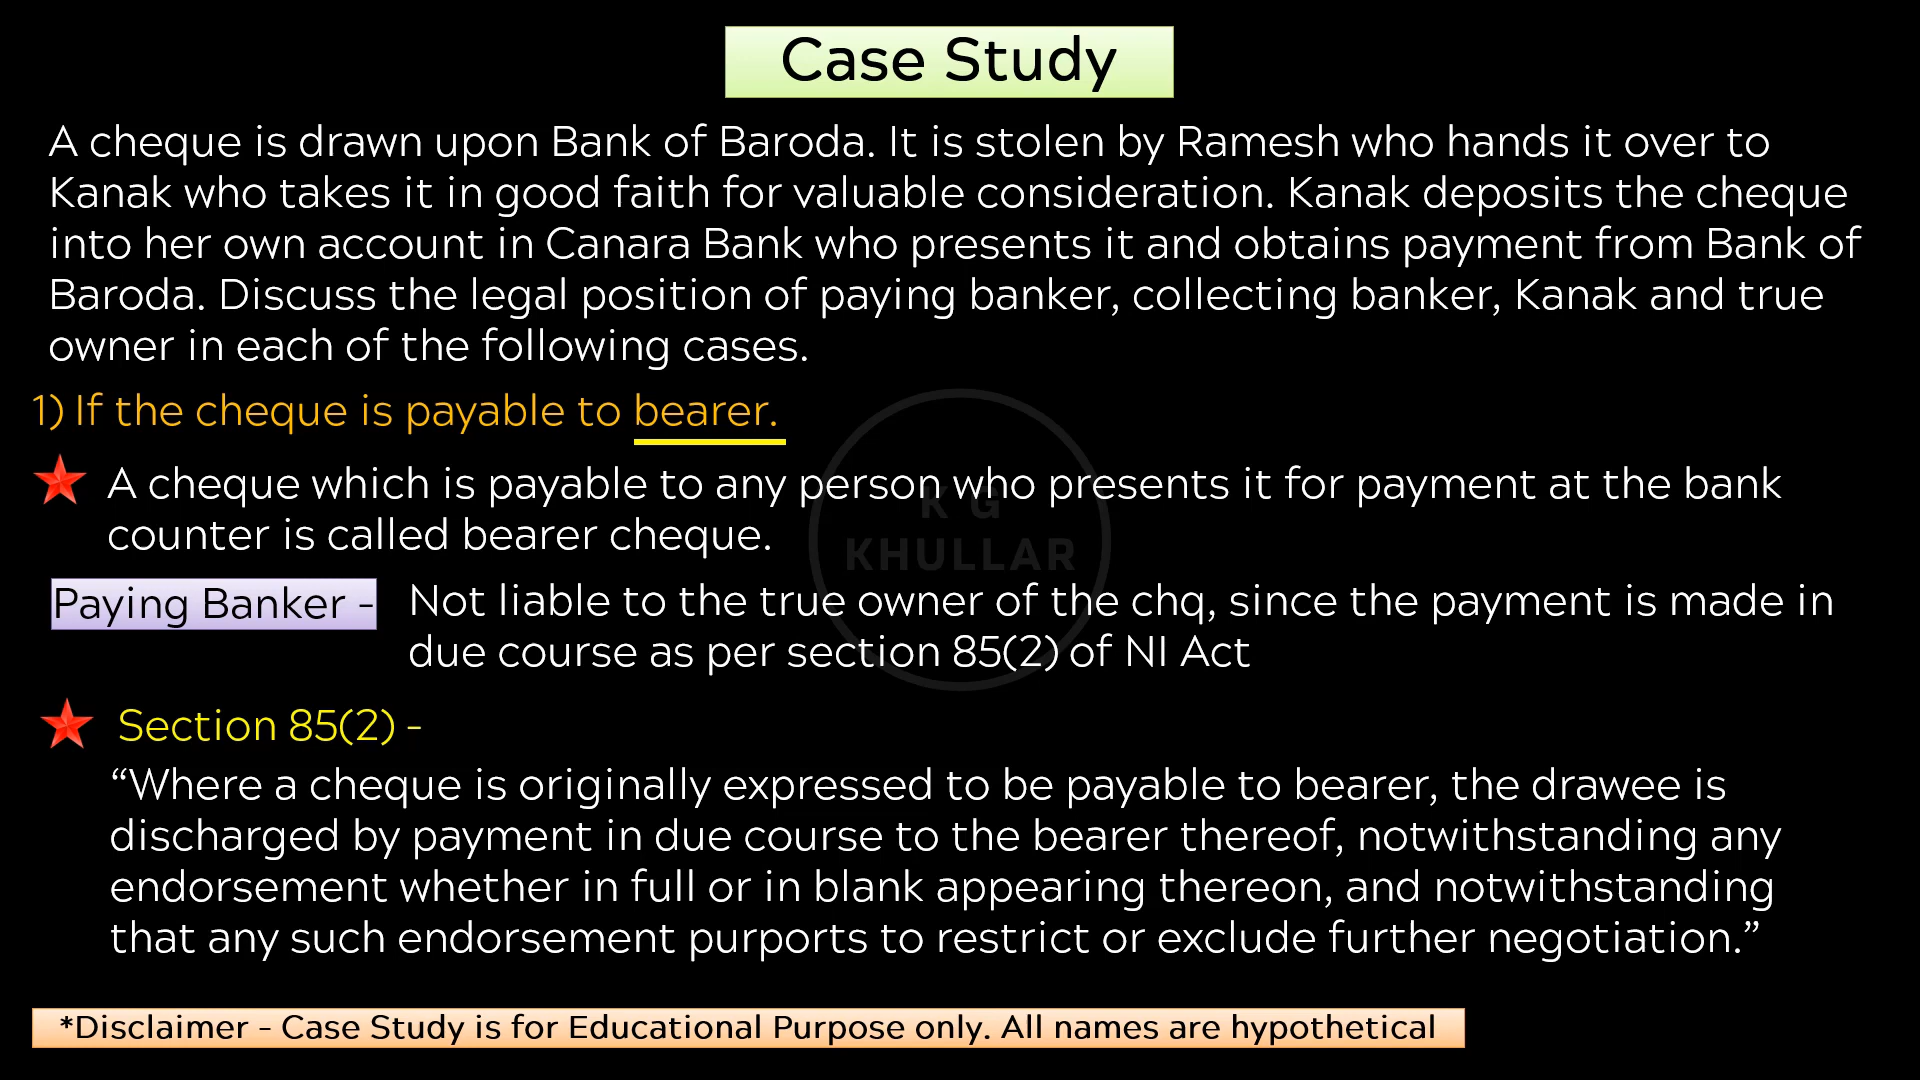 Case Study
A cheque is drawn upon Bank of Baroda. It is stolen by Ramesh who hands it over to
Kanak who takes it in good faith for valuable consideration. Kanak deposits the cheque
into her own account in Canara Bank who presents it and obtains payment from Bank of
Baroda. Discuss the legal position of paying banker, collecting banker, Kanak and true
owner in each of the following cases.
1) If the cheque is payable to bearer.
A cheque which is payable to any person who presents it for payment at the bank
counter is called bearer cheque.
K G
KHULLAR
Paying Banker - Not liable to the true owner of the chq, since the payment is made in
due course as per section 85(2) of NI Act
Section 85(2) -
“Where a cheque is originally expressed to be payable to bearer, the drawee is
discharged by payment in due course to the bearer thereof, notwithstanding any
endorsement whether in full or in blank appearing thereon, and notwithstanding
that any such endorsement purports to restrict or exclude further negotiation.”
*Disclaimer - Case Study is for Educational Purpose only. All names are hypothetical